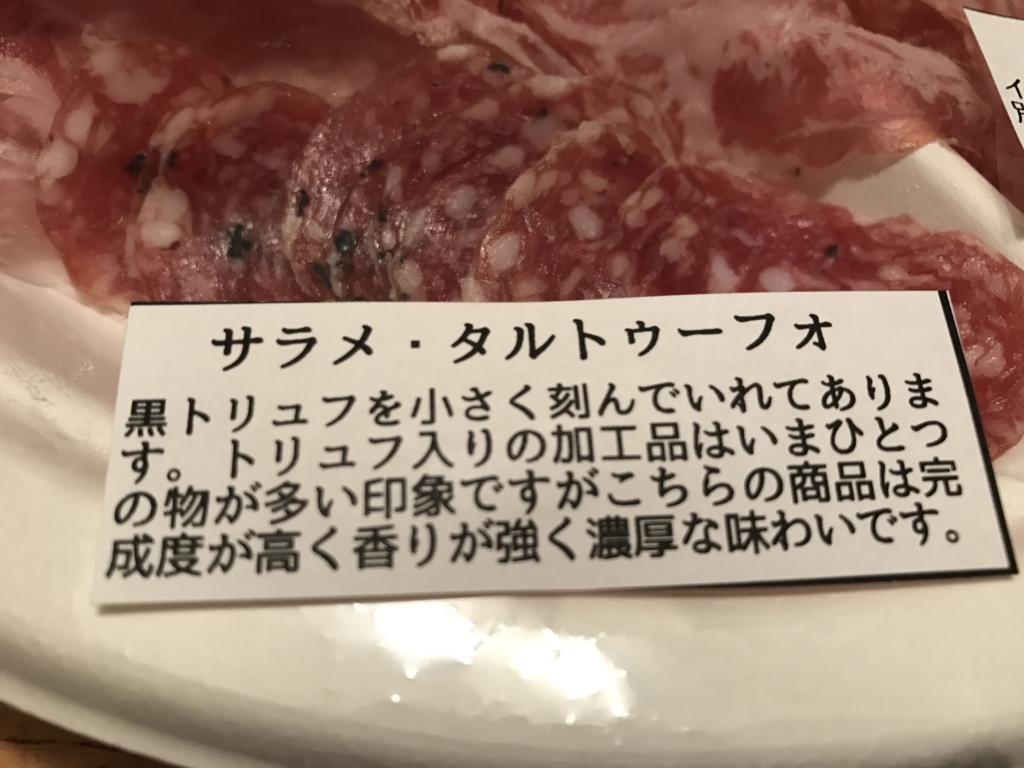 サラメ・タルトゥーフォ
黒トリュフを小さく刻んでいれてありま
す。トリュフ入りの加工品はいまひとつ
の物が多い印象ですがこちらの商品は完
成度が高く香りが強く濃厚な味わいです。